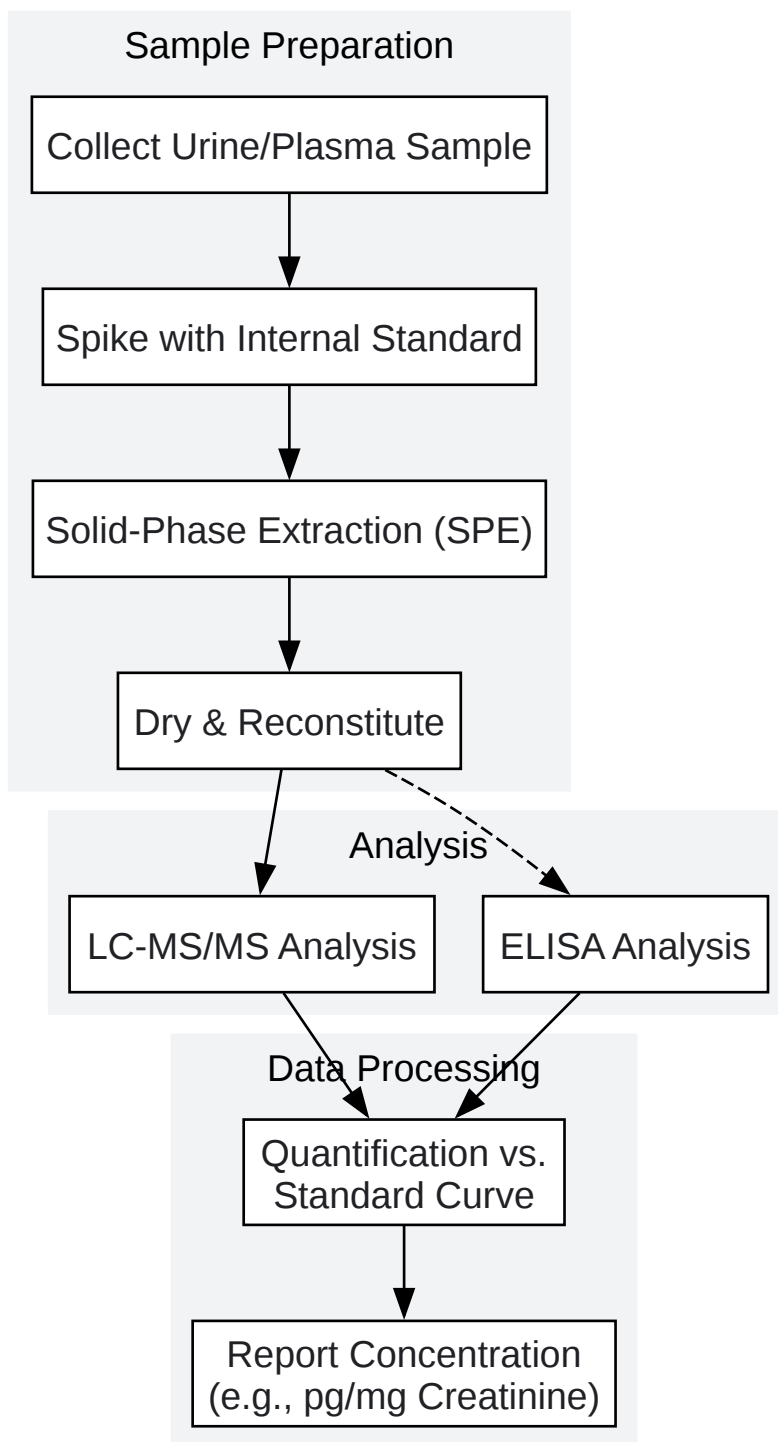 Sample Preparation
Collect Urine/Plasma Sample
Spike with Internal Standard
Solid-Phase Extraction (SPE)
Dry & Reconstitute
Analysis
LC-MS/MS Analysis
ELISA Analysis
Data Processing
Quantification vs.
Standard Curve
Report Concentration
(e.g., pg/mg Creatinine)